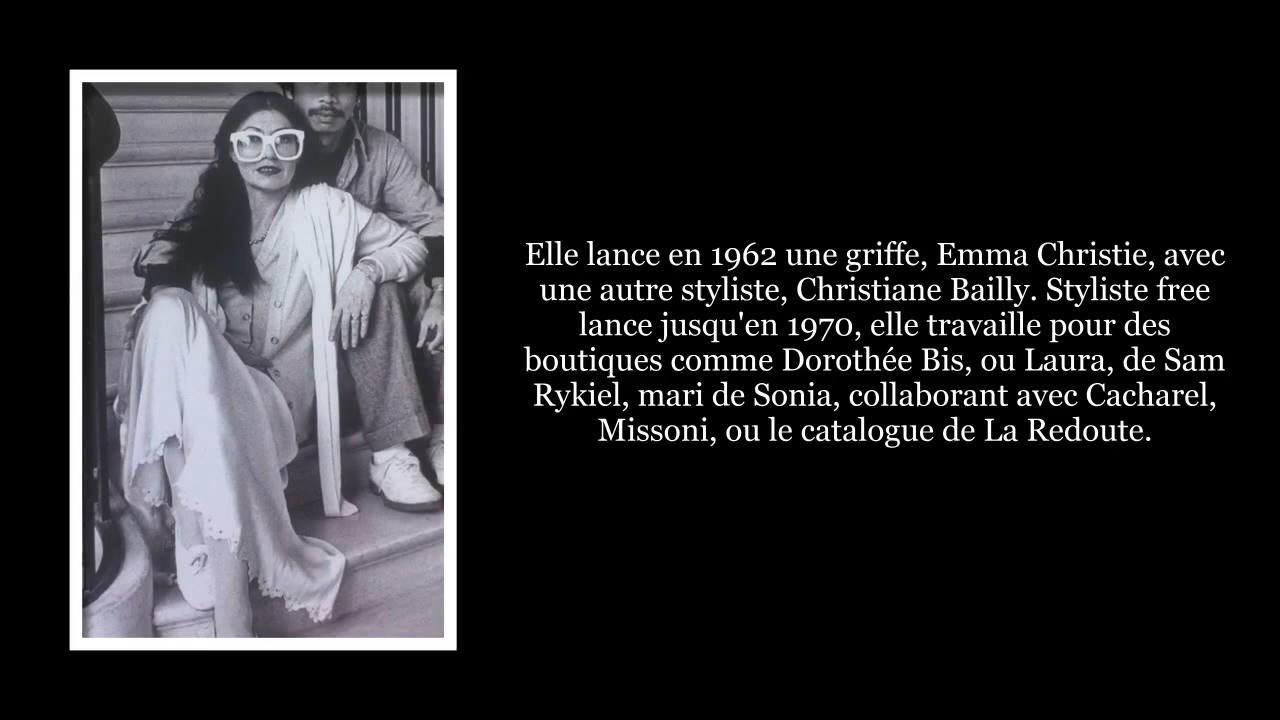 Elle lance en 1962 une griffe, Emma Christie, avec
une autre styliste, Christiane Bailly. Styliste free
lance jusqu'en 1970, elle travaille pour des
boutiques comme Dorothée Bis, ou Laura, de Sam
Rykiel, mari de Sonia, collaborant avec Cacharel,
Missoni, ou le catalogue de La Redoute.